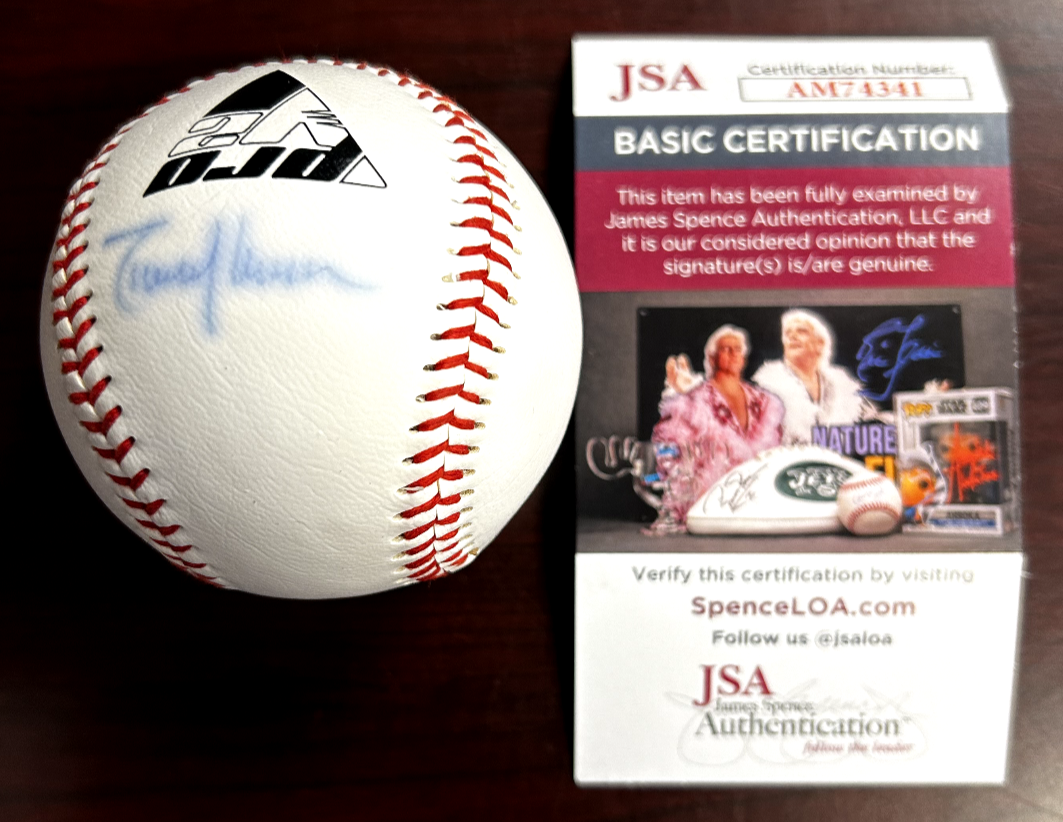 JSA
Certification Number:
AM74341
BASIC CERTIFICATION
This item has been fully examined by
James Spence Authentication, LLC and
it is our considered opinion that the
signature(s) is/are genuine.
NATURE
JETS
Verify this certification by visiting
SpenceLOA.com
Follow us @jsaloa
JSA
James Spence
Authentication
follow the leader